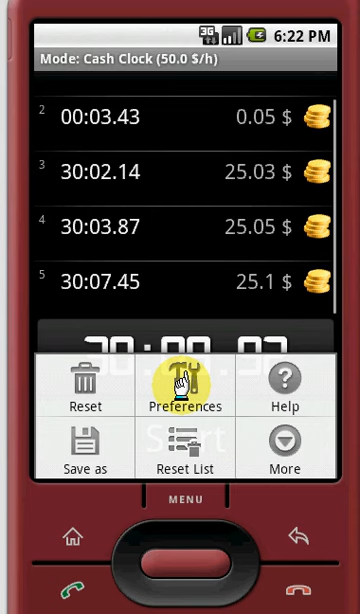 3G 6:22 PM
Mode: Cash Clock (50.0 $/h)
2 00:03.43 0.05 $
3 30:02.14 25.03 $
4 30:03.87 25.05 $
5 30:07.45 25.1 $
Reset Preferences Help
Start
Save as Reset List More
MENU